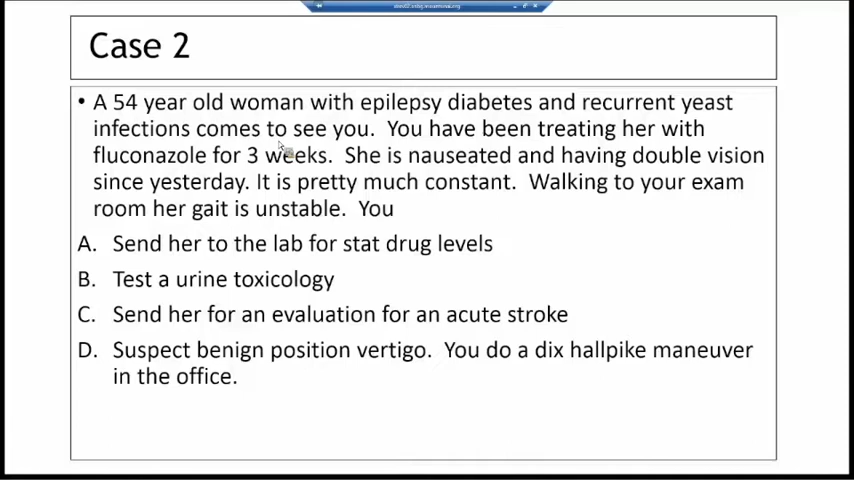 Case 2
• A 54 year old woman with epilepsy diabetes and recurrent yeast
infections comes to see you. You have been treating her with
fluconazole for 3 weeks. She is nauseated and having double vision
since yesterday. It is pretty much constant. Walking to your exam
room her gait is unstable. You
A. Send her to the lab for stat drug levels
B. Test a urine toxicology
C. Send her for an evaluation for an acute stroke
D. Suspect benign position vertigo. You do a dix hallpike maneuver
in the office.